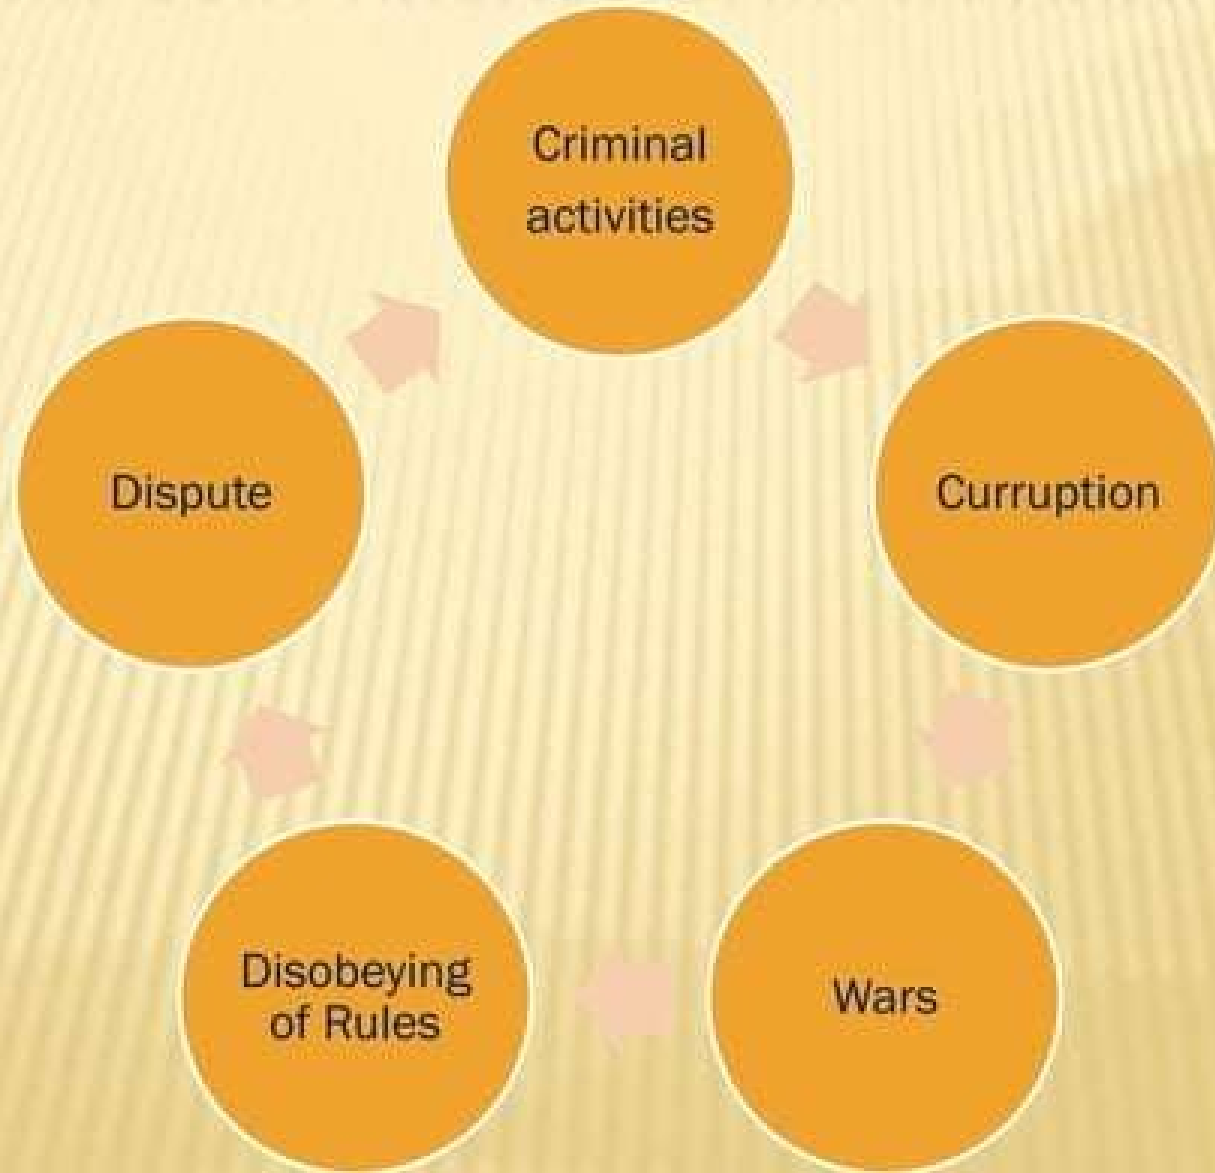 Criminal
activities
Curruption
Wars
Disobeying
of Rules
Dispute